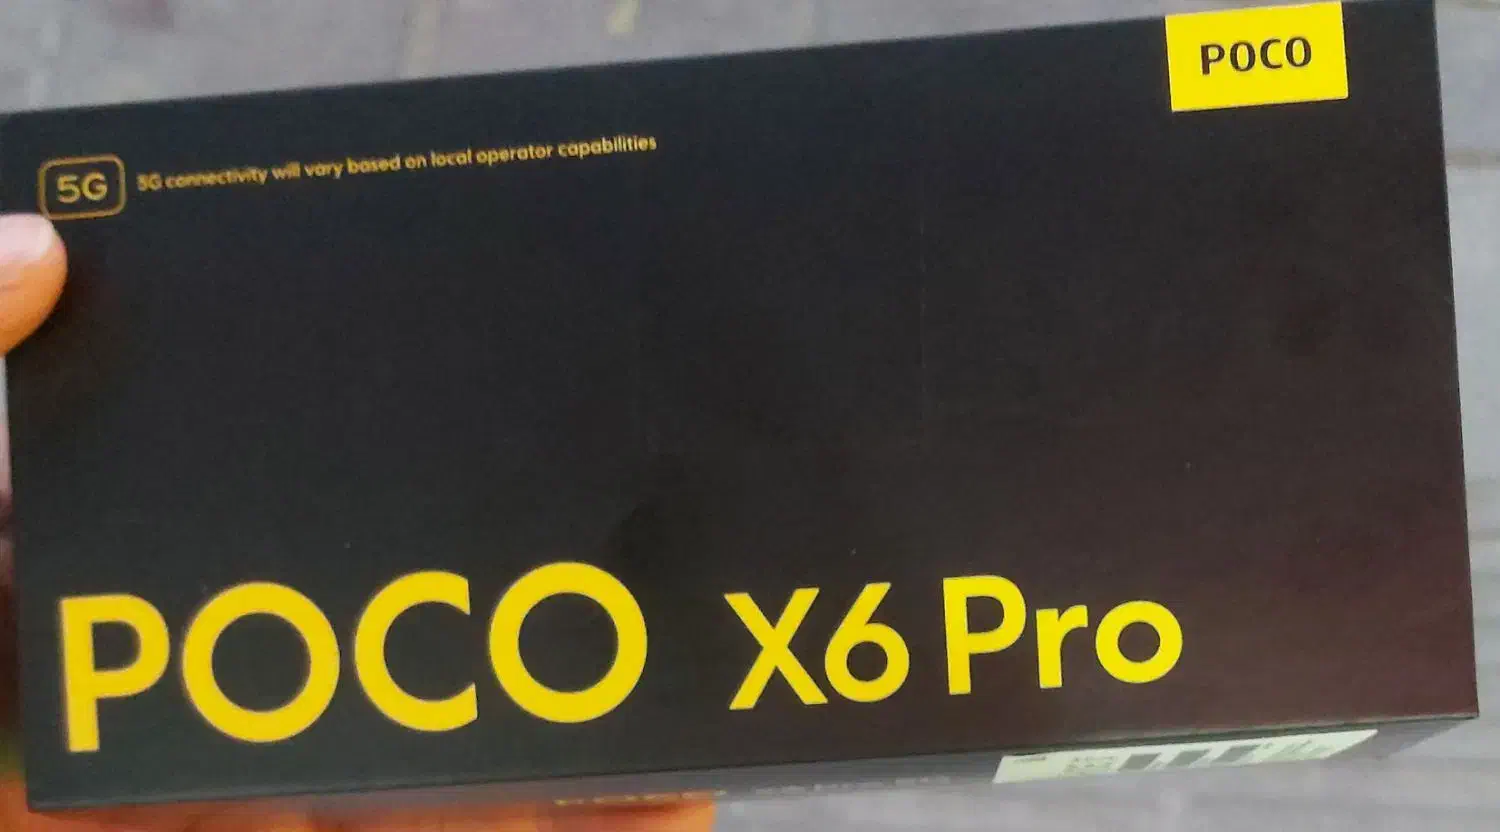 POCO
5G 5G connectivity will vary based on local operator capabilities
POCO X6 Pro